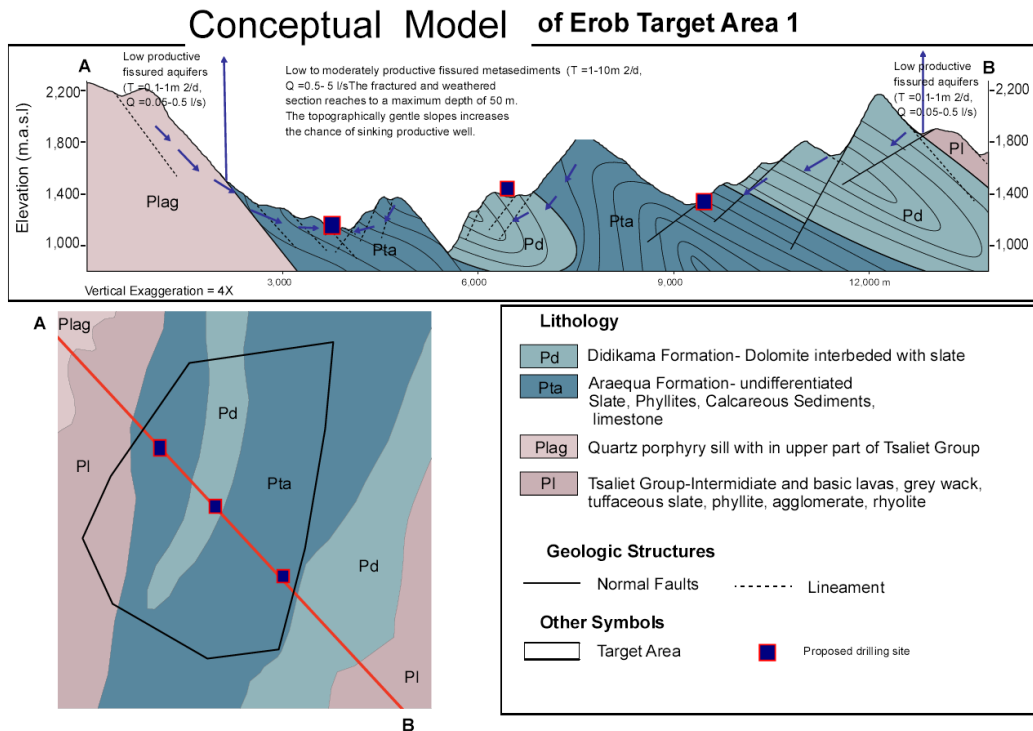 Conceptual Model of Erob Target Area 1
A
Low productive
fissured aquifers
(T =0.1-1m 2/d,
Q =0.05-0.5 l/s)
Low to moderately productive fissured metasediments (T =1-10m 2/d,
Q =0.5- 5 l/sThe fractured and weathered
section reaches to a maximum depth of 50 m.
The topographically gentle slopes increases
the chance of sinking productive well.
Low productive
fissured aquifers
(T =0.1-1m 2/d,
Q =0.05-0.5 l/s)
B
Elevation (m.a.s.l)
2,200
1,800
1,400
1,000
2,200
1,800
1,400
1,000
Plag
Pta
Pd
Pta
Pd
Pl
Vertical Exaggeration = 4X
3,000
6,000
9,000
12,000 m
A
Plag
Pd
Pl
Pta
Pd
Pl
B
Lithology
Pd Didikama Formation- Dolomite interbeded with slate
Pta Araequa Formation- undifferentiated
Slate, Phyllites, Calcareous Sediments,
limestone
Plag Quartz porphyry sill with in upper part of Tsaliet Group
Pl Tsaliet Group-Intermidiate and basic lavas, grey wack,
tuffaceous slate, phyllite, agglomerate, rhyolite
Geologic Structures
Normal Faults
Lineament
Other Symbols
Target Area
Proposed drilling site